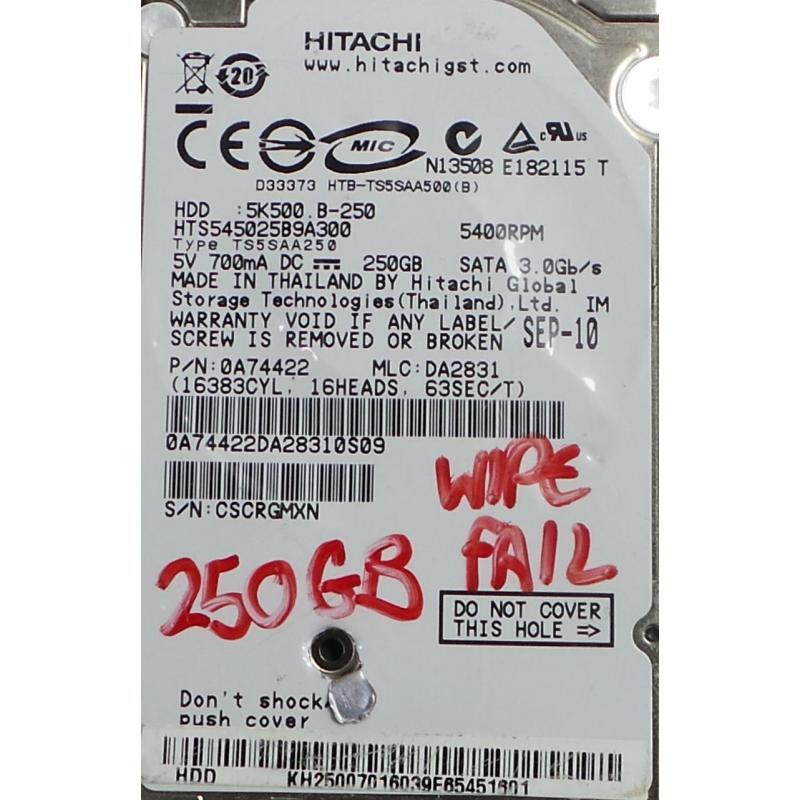 HITACHI
www.hitachigst.com
20
CE MIC c UR US
N13508 E182115 T
D33373 HTB-TS5SAA500(B)
HDD :5K500.B-250
HTS545025B9A300 5400RPM
Type TS5SAA250
5V 700mA DC 250GB SATA 3.0Gb/s
MADE IN THAILAND BY Hitachi Global
Storage Technologies(Thailand),Ltd. IM
WARRANTY VOID IF ANY LABEL/ SEP-10
SCREW IS REMOVED OR BROKEN
P/N:0A74422 MLC:DA2831
(16383CYL, 16HEADS, 63SEC/T)
0A74422DA28310S09
S/N:CSCRGMXN
WIPE
FAIL
250GB
DO NOT COVER
THIS HOLE =>
Don't shock
push cover
HDD KH25007016039F65451601